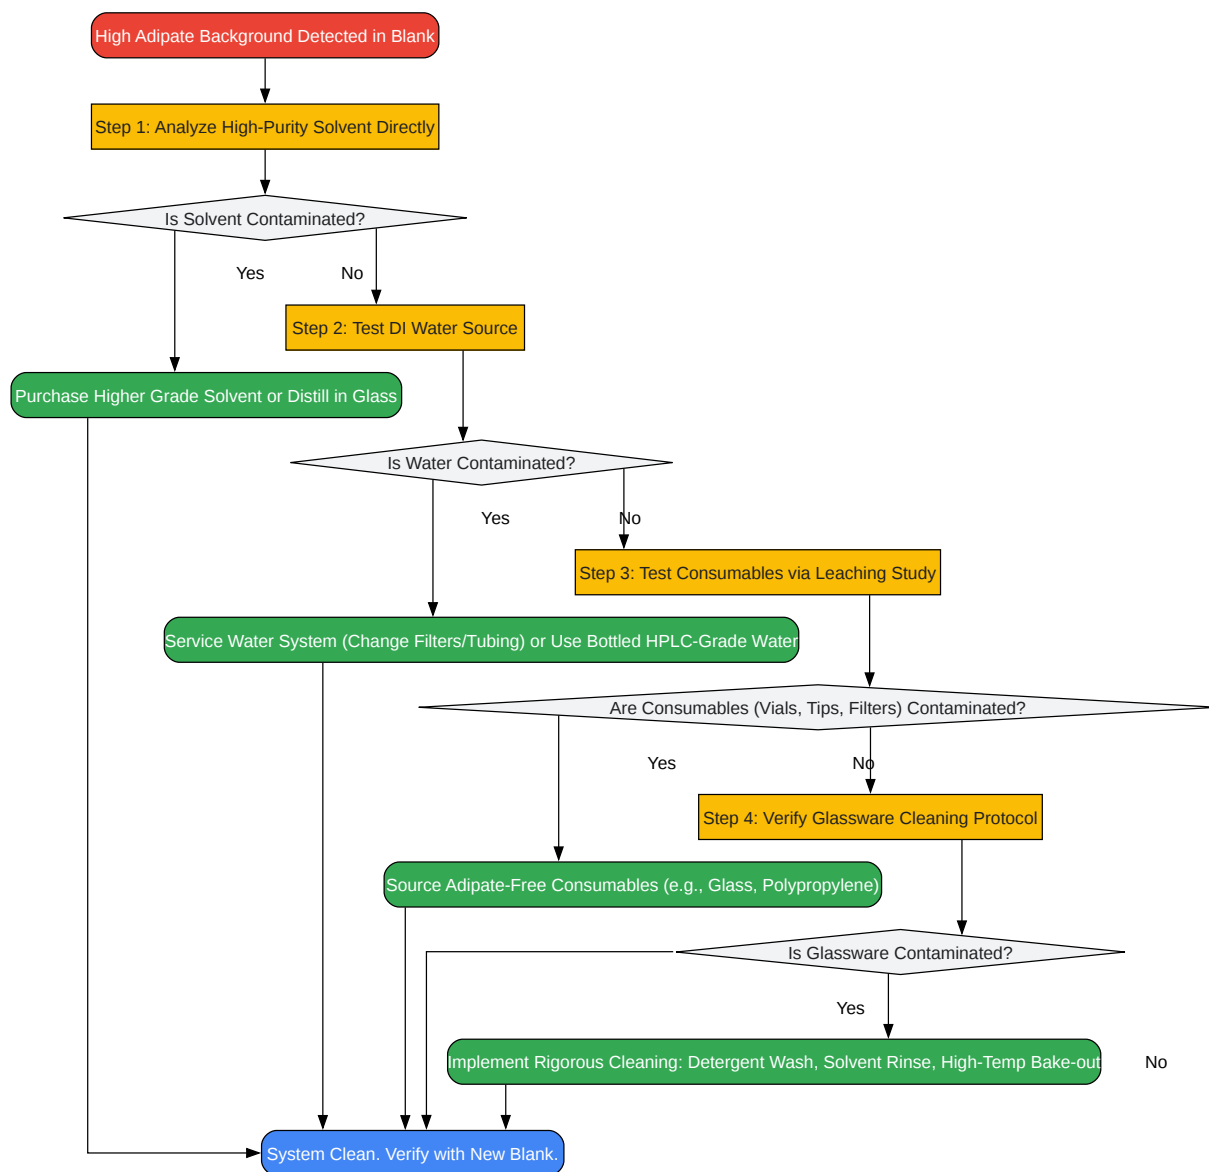 High Adipate Background Detected in Blank
Step 1: Analyze High-Purity Solvent Directly
Is Solvent Contaminated?
Yes
No
Step 2: Test DI Water Source
Purchase Higher Grade Solvent or Distill in Glass
Is Water Contaminated?
Yes
No
Step 3: Test Consumables via Leaching Study
Service Water System (Change Filters/Tubing) or Use Bottled HPLC-Grade Water
Are Consumables (Vials, Tips, Filters) Contaminated?
Yes
No
Step 4: Verify Glassware Cleaning Protocol
Source Adipate-Free Consumables (e.g., Glass, Polypropylene)
Is Glassware Contaminated?
Yes
Implement Rigorous Cleaning: Detergent Wash, Solvent Rinse, High-Temp Bake-out
No
System Clean. Verify with New Blank.